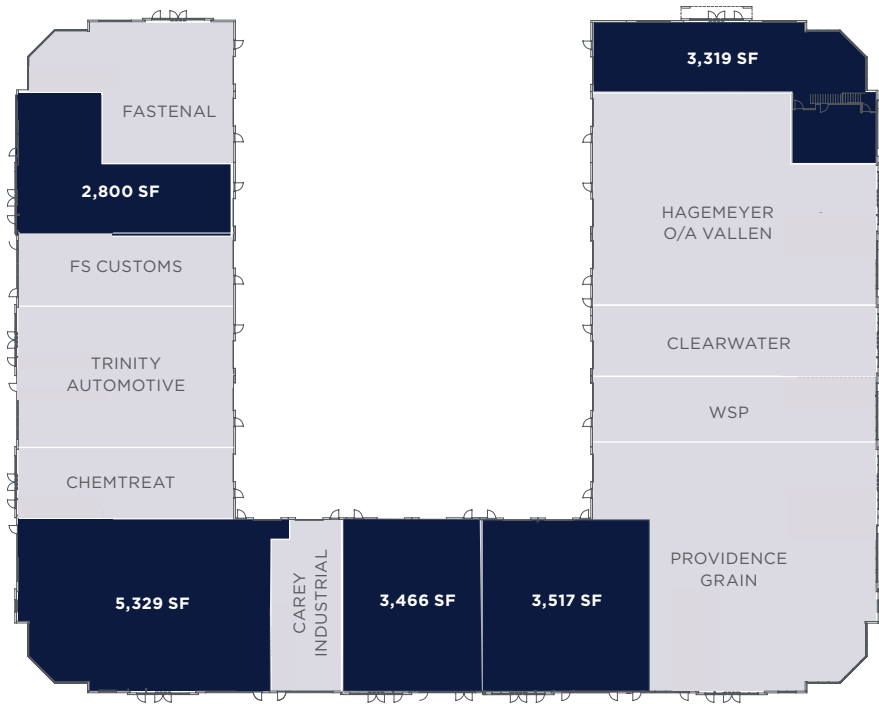 3,319 SF
FASTENAL
2,800 SF
HAGEMEYER
O/A VALLEN
FS CUSTOMS
CLEARWATER
TRINITY
AUTOMOTIVE
WSP
CHEMTREAT
PROVIDENCE
GRAIN
5,329 SF
CAREY
INDUSTRIAL
3,466 SF
3,517 SF